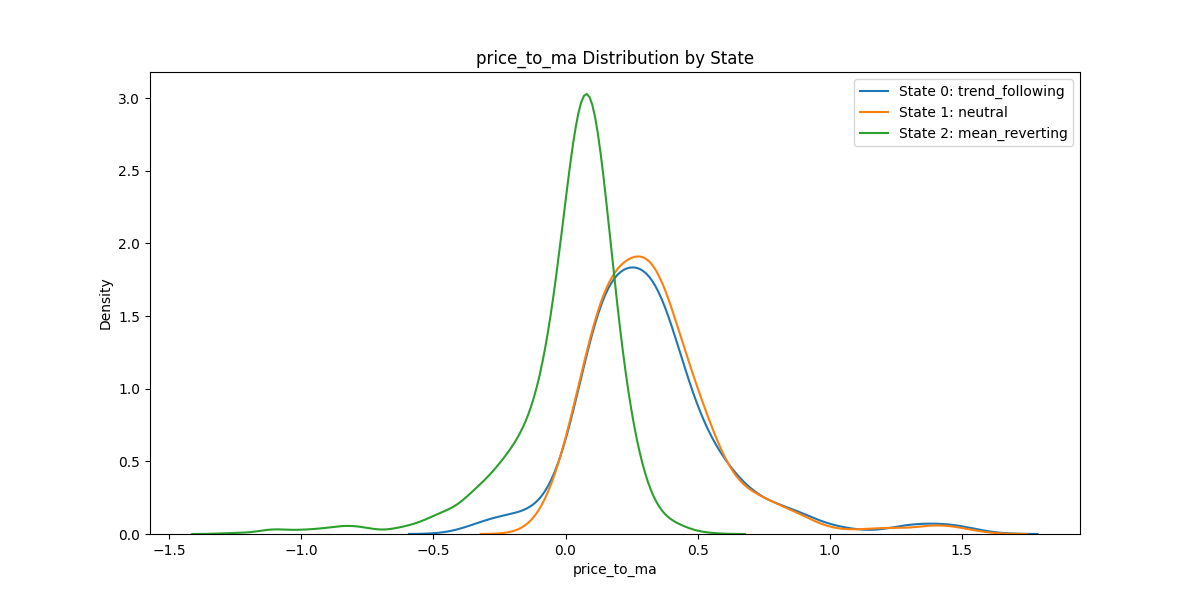 price_to_ma Distribution by State
State 0: trend_following
State 1: neutral
State 2: mean_reverting
Density
3.0
2.5
2.0
1.5
1.0
0.5
0.0
−1.5 −1.0 −0.5 0.0 0.5 1.0 1.5
price_to_ma